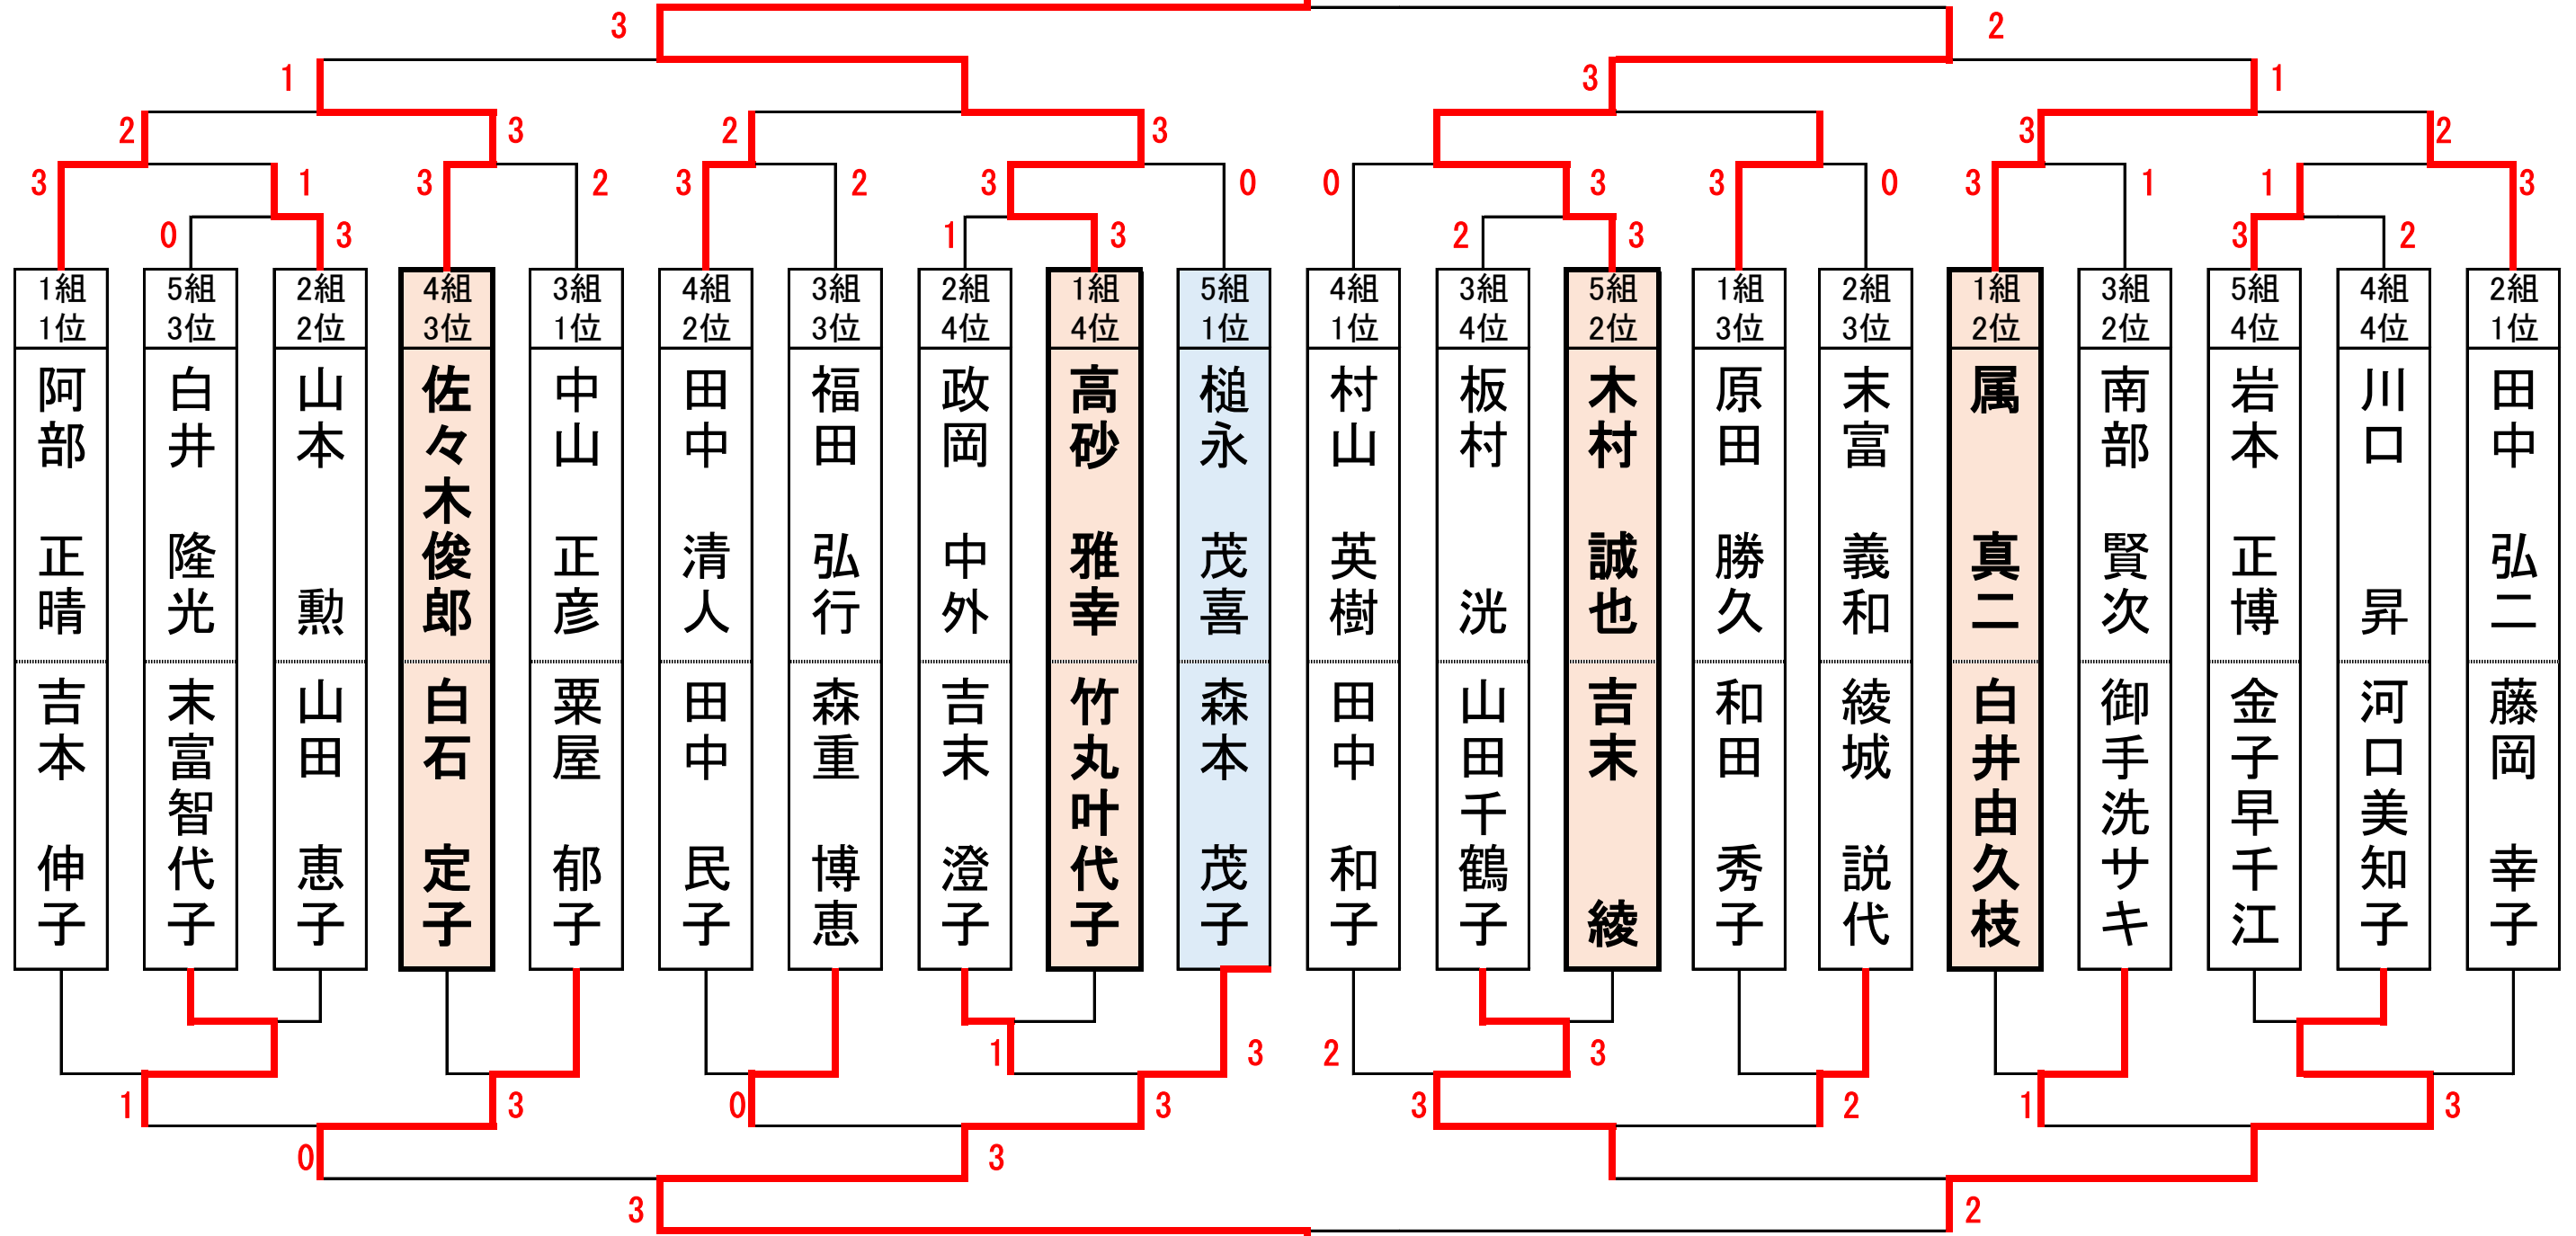 3
2
1
3
1
2
3
2
3
3
2
3
1
3
2
3
2
3
0
0
3
3
0
3
1
1
3
0
3
1
3
2
3
3
2
1組
1位
阿部 正晴
吉本 伸子
5組
3位
白井 隆光
末富智代子
2組
2位
山本 勲
山田 恵子
4組
3位
佐々木俊郎
白石 定子
3組
1位
中山 正彦
粟屋 郁子
4組
2位
田中 清人
田中 民子
3組
3位
福田 弘行
森重 博恵
2組
4位
政岡 中外
吉末 澄子
1組
4位
高砂 雅幸
竹丸叶代子
5組
1位
槌永 茂喜
森本 茂子
4組
1位
村山 英樹
田中 和子
3組
4位
板村 洸
山田千鶴子
5組
2位
木村 誠也
吉末 綾
1組
3位
原田 勝久
和田 秀子
2組
3位
末富 義和
綾城 説代
1組
2位
属 真二
白井由久枝
3組
2位
南部 賢次
御手洗サキ
5組
4位
岩本 正博
金子早千江
4組
4位
川口 昇
河口美知子
2組
1位
田中 弘二
藤岡 幸子
1
3
2
3
1
3
0
3
3
2
1
3
0
3
3
2